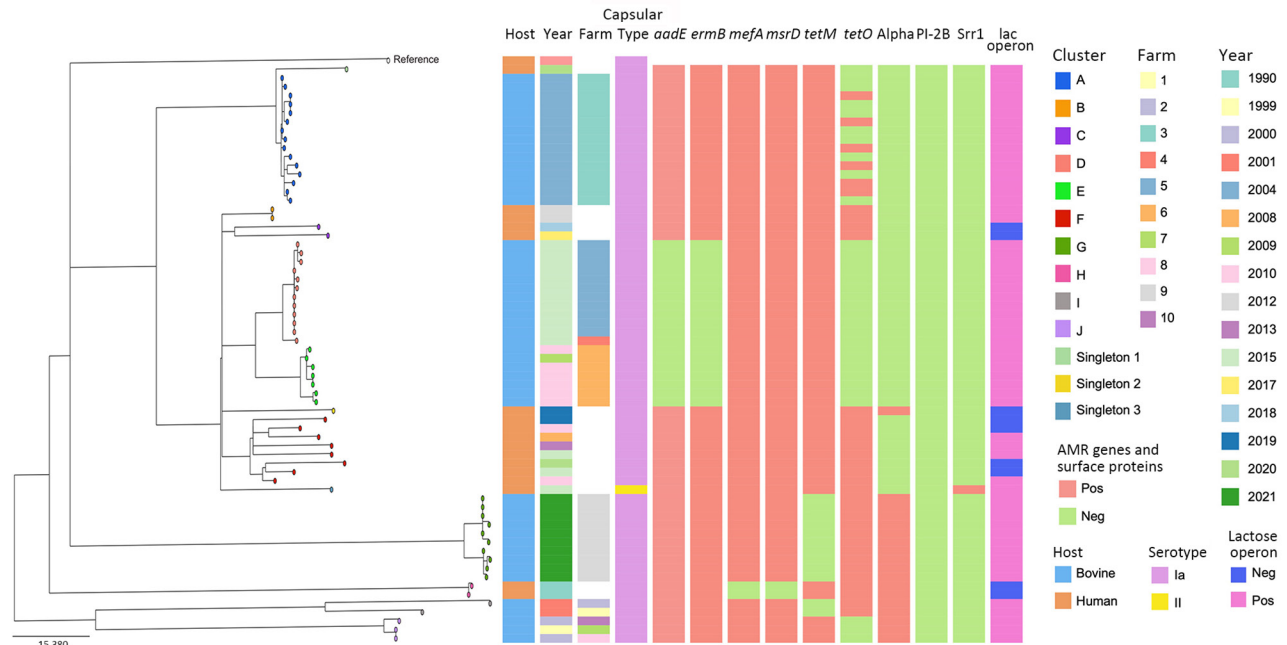 Capsular
Host Year Farm Type aadE ermB mefA msrD tetM tetO Alpha PI-2B Srr1 lac
operon
Reference
15.380
Cluster
A
B
C
D
E
F
G
H
I
J
Singleton 1
Singleton 2
Singleton 3
AMR genes and
surface proteins
Pos
Neg
Host
Bovine
Human
Farm
1
2
3
4
5
6
7
8
9
10
Serotype
Ia
II
Year
1990
1999
2000
2001
2004
2008
2009
2010
2012
2013
2015
2017
2018
2019
2020
2021
Lactose
operon
Neg
Pos